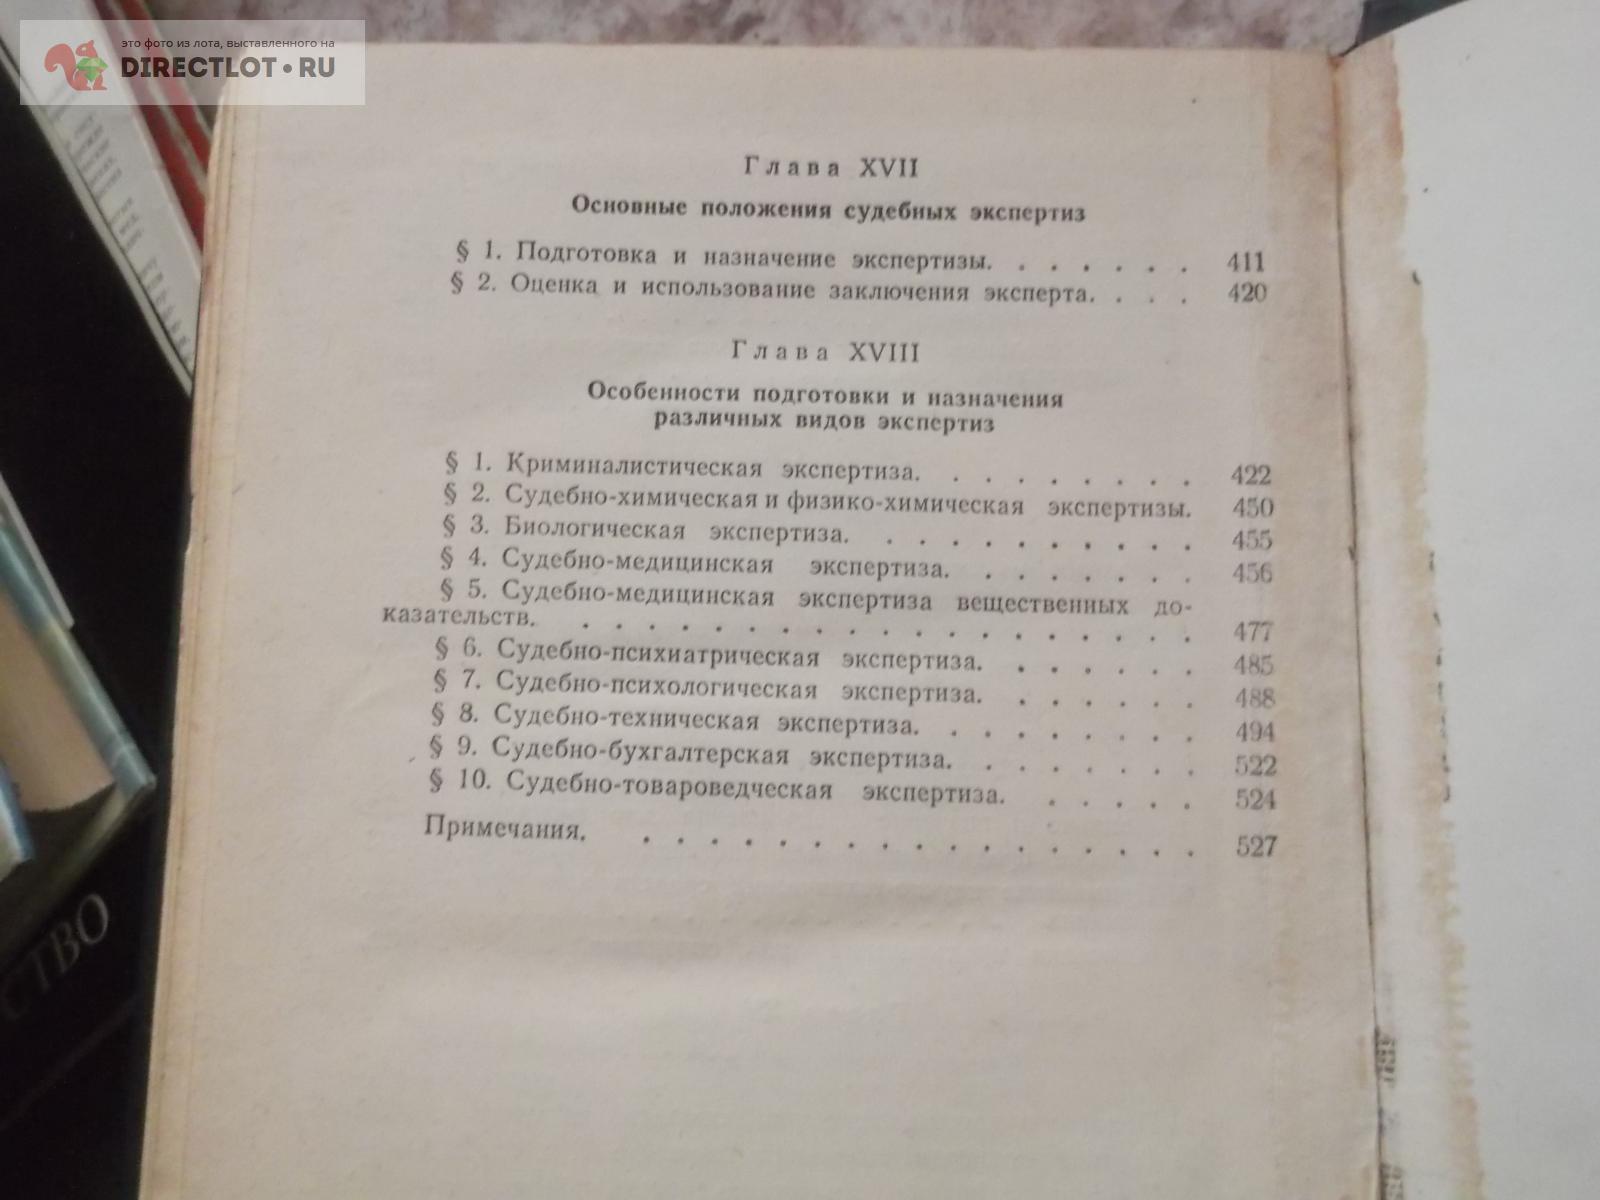 это фото из лота, выставленного на
DIRECTLOT.RU
Глава XVII
Основные положения судебных экспертиз
§ 1. Подготовка и назначение экспертизы. . . . . . . 411
§ 2. Оценка и использование заключения эксперта. . . . 420
Глава XVIII
Особенности подготовки и назначения
различных видов экспертиз
§ 1. Криминалистическая экспертиза. . . . . . . . . 422
§ 2. Судебно-химическая и физико-химическая экспертизы. 450
§ 3. Биологическая экспертиза. . . . . . . . . . . 455
§ 4. Судебно-медицинская экспертиза. . . . . . . . 456
§ 5. Судебно-медицинская экспертиза вещественных до-
казательств. . . . . . . . . . . . . . . . . . . . 477
§ 6. Судебно-психиатрическая экспертиза. . . . . . . 485
§ 7. Судебно-психологическая экспертиза. . . . . . . 488
§ 8. Судебно-техническая экспертиза. . . . . . . . . 494
§ 9. Судебно-бухгалтерская экспертиза. . . . . . . . 522
§ 10. Судебно-товароведческая экспертиза. . . . . . 524
Примечания. . . . . . . . . . . . . . . . . . 527
СТВО